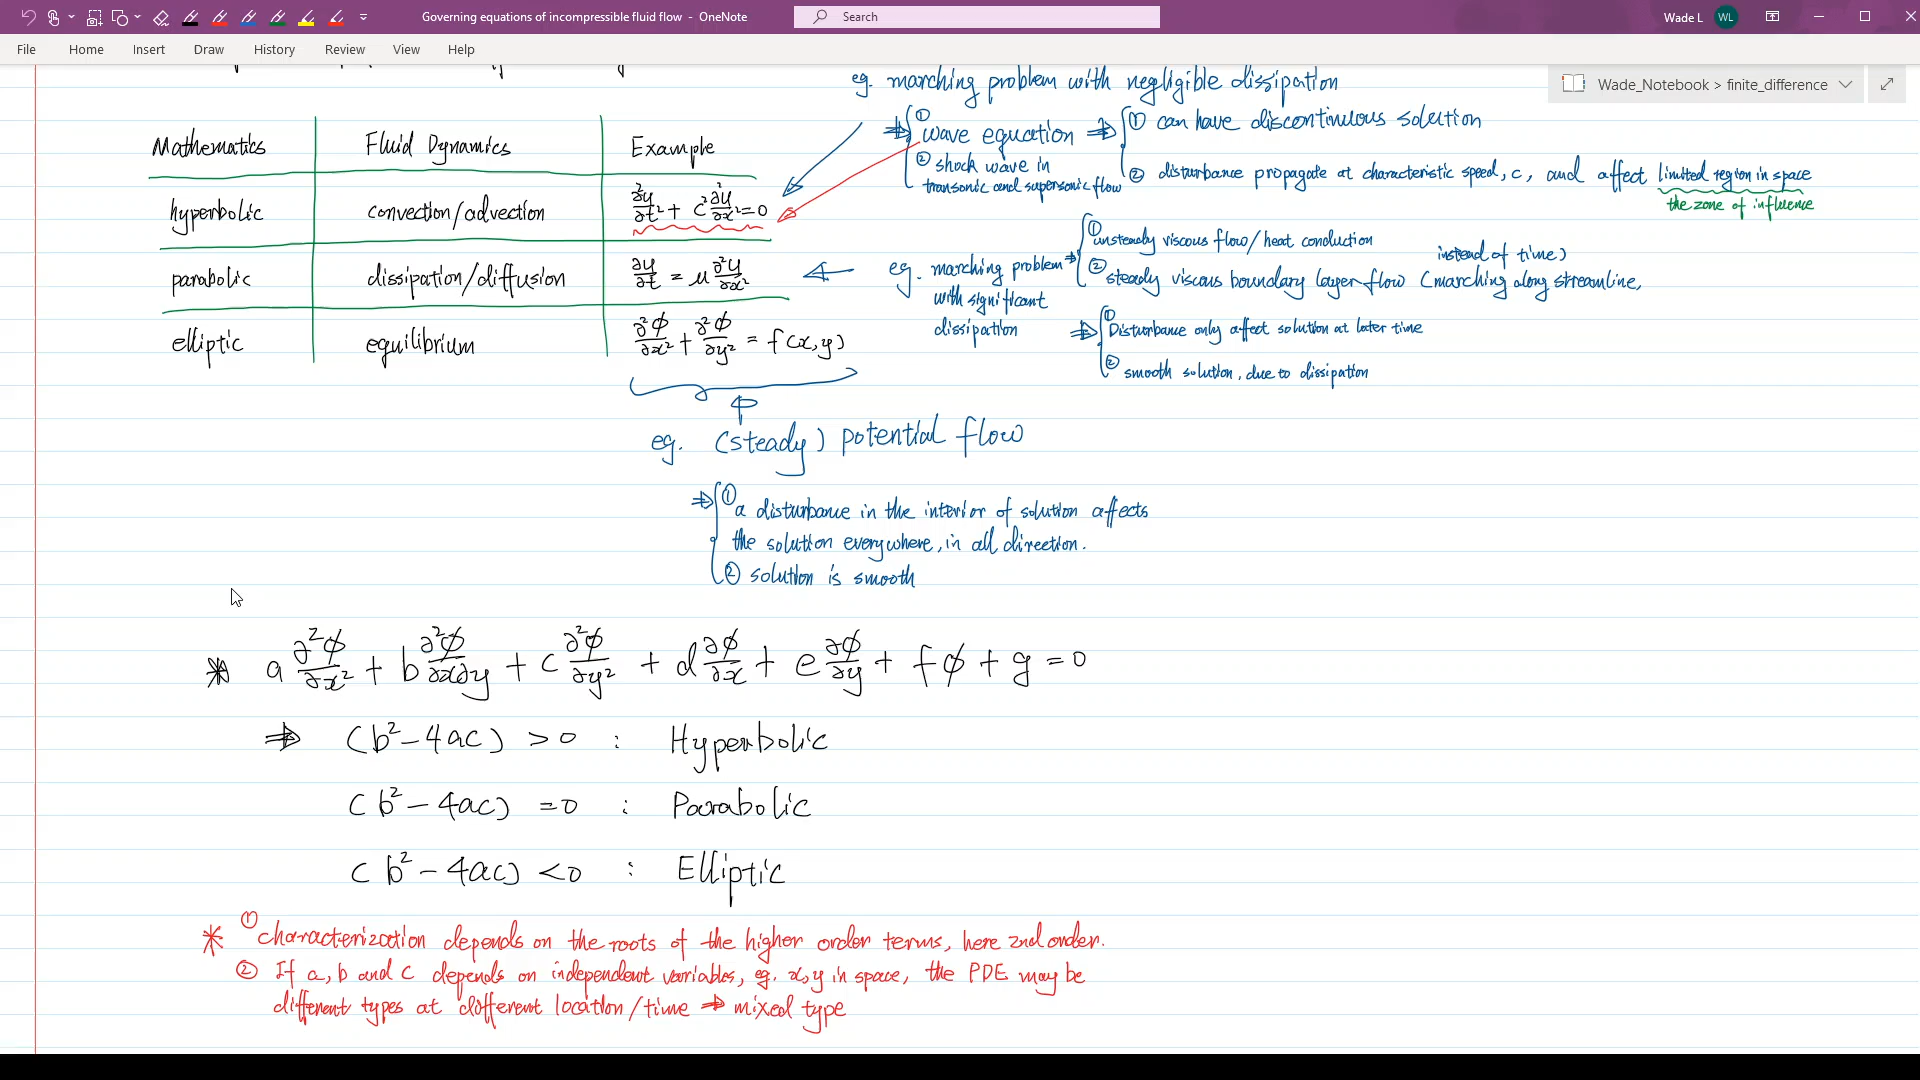 Governing equations of incompressible fluid flow - OneNote
Search
Wade L
WL
File Home Insert Draw History Review View Help
Wade_Notebook > finite_difference
eg. marching problem with negligible dissipation
⇒ ① wave equation ⇒ ① can have discontinuous solution
② shock wave in
transonic and supersonic flow
② disturbance propagate at characteristic speed, c, and affect limited region in space
the zone of influence
Mathematics Fluid Dynamics Example
hyperbolic convection/advection ∂²y/∂t² + c² ∂²y/∂x² = 0
parabolic dissipation/diffusion ∂y/∂t = μ ∂²y/∂x²
elliptic equilibrium ∂²φ/∂x² + ∂²φ/∂y² = f(x,y)
eg. marching problem
with significant
dissipation
⇒ ① unsteady viscous flow/heat conduction
② steady viscous boundary layer flow (marching along streamline,
instead of time)
⇒ ① Disturbance only affect solution at later time
② smooth solution, due to dissipation
eg. (steady) potential flow
⇒ ① a disturbance in the interior of solution affects
the solution everywhere, in all direction.
② solution is smooth
* a ∂²φ/∂x² + b ∂²φ/∂x∂y + c ∂²φ/∂y² + d ∂φ/∂x + e ∂φ/∂y + fφ + g = 0
⇒ (b² - 4ac) > 0 : Hyperbolic
(b² - 4ac) = 0 : Parabolic
(b² - 4ac) < 0 : Elliptic
* ① characterization depends on the roots of the higher order terms, here 2nd order.
② If a, b and c depends on independent variables, eg. x, y in space, the PDE may be
different types at different location/time → mixed type